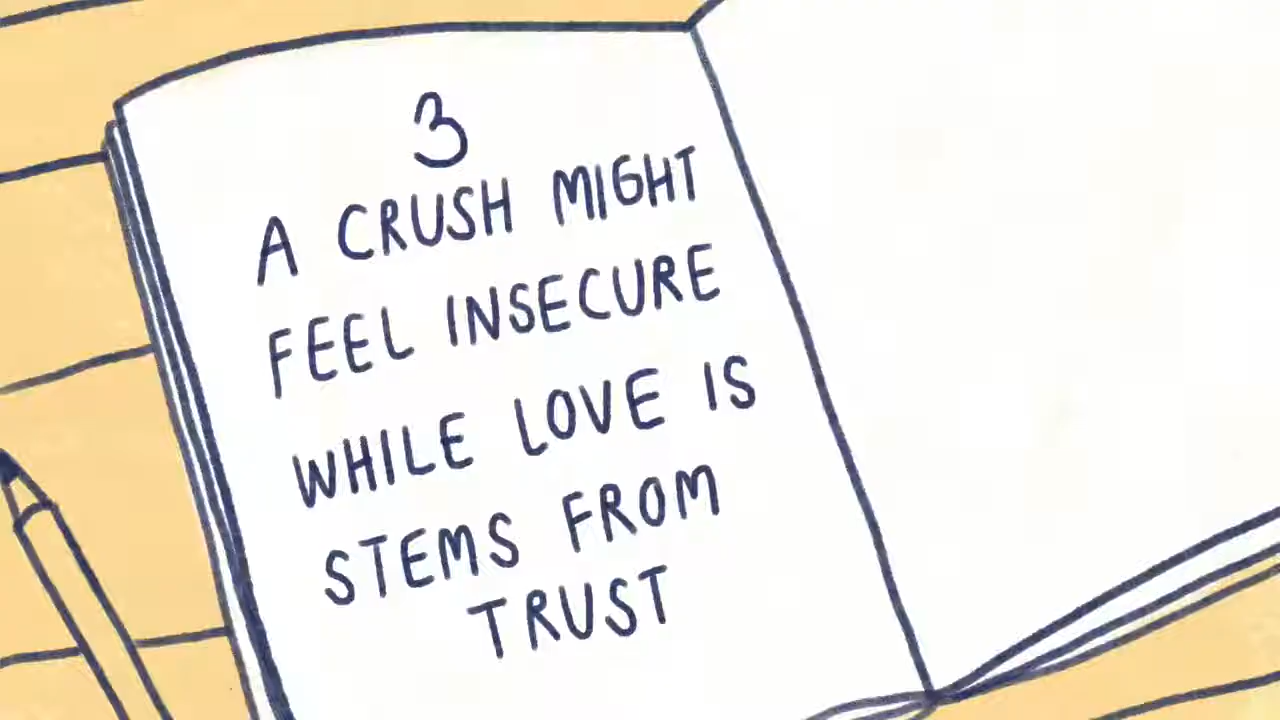 3
A CRUSH MIGHT
FEEL INSECURE
WHILE LOVE IS
STEMS FROM
TRUST